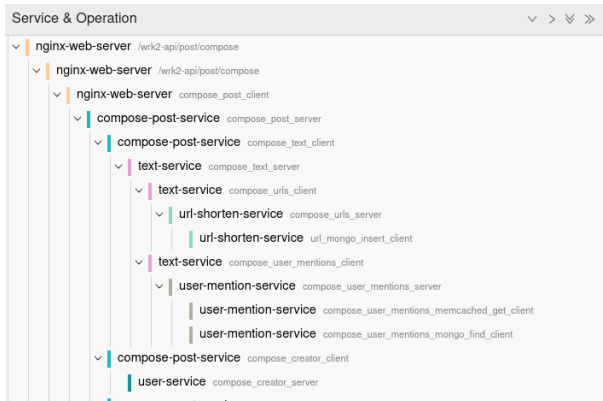 Service & Operation
nginx-web-server /wrk2-api/post/compose
nginx-web-server /wrk2-api/post/compose
nginx-web-server compose_post_client
compose-post-service compose_post_server
compose-post-service compose_text_client
text-service compose_text_server
text-service compose_urls_client
url-shorten-service compose_urls_server
url-shorten-service url_mongo_insert_client
text-service compose_user_mentions_client
user-mention-service compose_user_mentions_server
user-mention-service compose_user_mentions_memcached_get_client
user-mention-service compose_user_mentions_mongo_find_client
compose-post-service compose_creator_client
user-service compose_creator_server